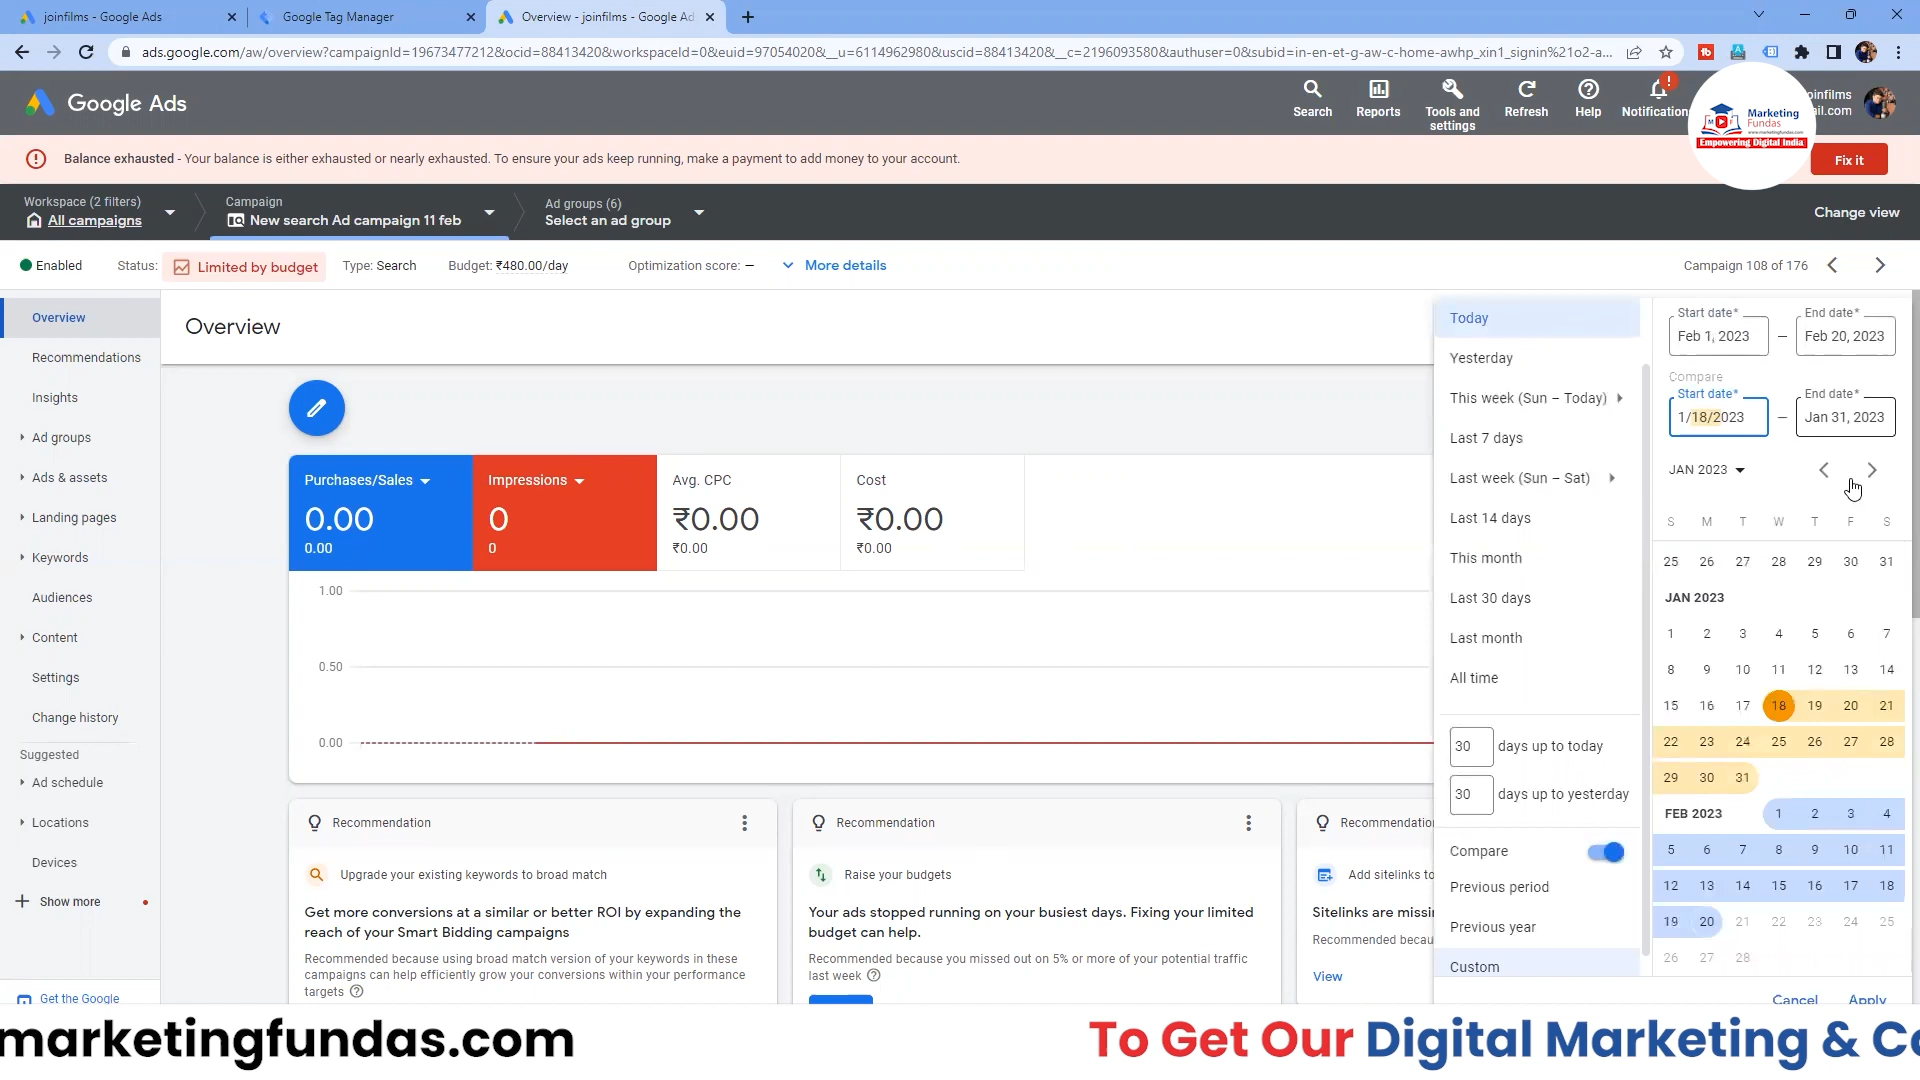 joinfilms - Google Ads
Google Tag Manager
Overview - joinfilms - Google Ad
ads.google.com/aw/overview?campaignId=19673477212&ocid=88413420&workspaceId=0&euid=97054020&__u=6114962980&uscid=88413420&__c=2196093580&authuser=0&subid=in-en-et-g-aw-c-home-awhp_xin1_signin%21o2-a...
Google Ads
Search
Reports
Tools and settings
Refresh
Help
Notification
!
oinfilms
ail.com
Marketing
Fundas
www.marketingfundas.com
Empowering Digital India
Balance exhausted - Your balance is either exhausted or nearly exhausted. To ensure your ads keep running, make a payment to add money to your account.
Fix it
Workspace (2 filters)
All campaigns
Campaign
New search Ad campaign 11 feb
Ad groups (6)
Select an ad group
Change view
Enabled
Status: Limited by budget
Type: Search
Budget: ₹480.00/day
Optimization score: –
More details
Campaign 108 of 176
Overview
Recommendations
Insights
Ad groups
Ads & assets
Landing pages
Keywords
Audiences
Content
Settings
Change history
Suggested
Ad schedule
Locations
Devices
Show more
Get the Google
Overview
Purchases/Sales
0.00
0.00
Impressions
0
0
Avg. CPC
₹0.00
₹0.00
Cost
₹0.00
₹0.00
1.00
0.50
0.00
Recommendation
Upgrade your existing keywords to broad match
Get more conversions at a similar or better ROI by expanding the
reach of your Smart Bidding campaigns
Recommended because using broad match version of your keywords in these
campaigns can help efficiently grow your conversions within your performance
targets
Recommendation
Raise your budgets
Your ads stopped running on your busiest days. Fixing your limited
budget can help.
Recommended because you missed out on 5% or more of your potential traffic
last week
Recommendatio
Add sitelinks to
Sitelinks are missi
Recommended becau
View
Today
Yesterday
This week (Sun – Today)
Last 7 days
Last week (Sun – Sat)
Last 14 days
This month
Last 30 days
Last month
All time
30 days up to today
30 days up to yesterday
Compare
Previous period
Previous year
Custom
Start date*
Feb 1, 2023
–
End date*
Feb 20, 2023
Compare
Start date*
1/18/2023
–
End date*
Jan 31, 2023
JAN 2023
S M T W T F S
25 26 27 28 29 30 31
JAN 2023
1 2 3 4 5 6 7
8 9 10 11 12 13 14
15 16 17 18 19 20 21
22 23 24 25 26 27 28
29 30 31
FEB 2023 1 2 3 4
5 6 7 8 9 10 11
12 13 14 15 16 17 18
19 20 21 22 23 24 25
26 27 28
Cancel
Apply
marketingfundas.com
To Get Our Digital Marketing & Co